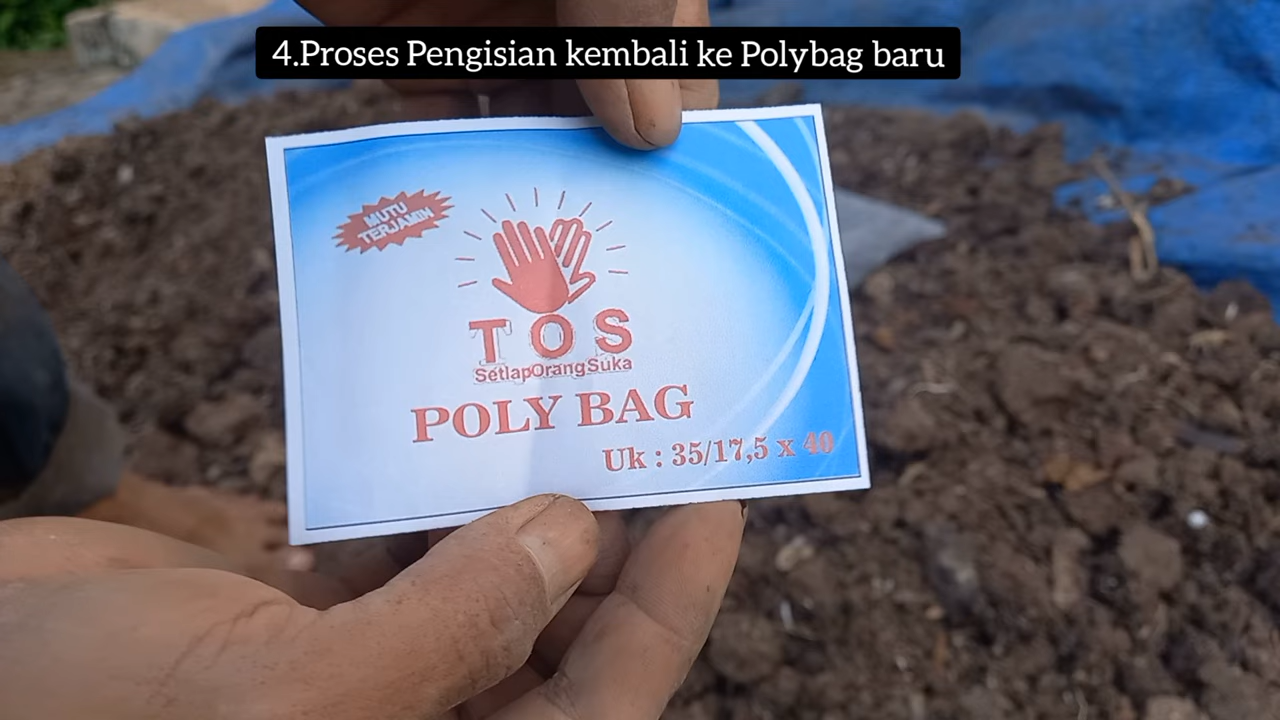 4.Proses Pengisian kembali ke Polybag baru
MUTU
TERJAMIN
TOS
SetIapOrangSuka
POLY BAG
Uk : 35/17,5 x 40